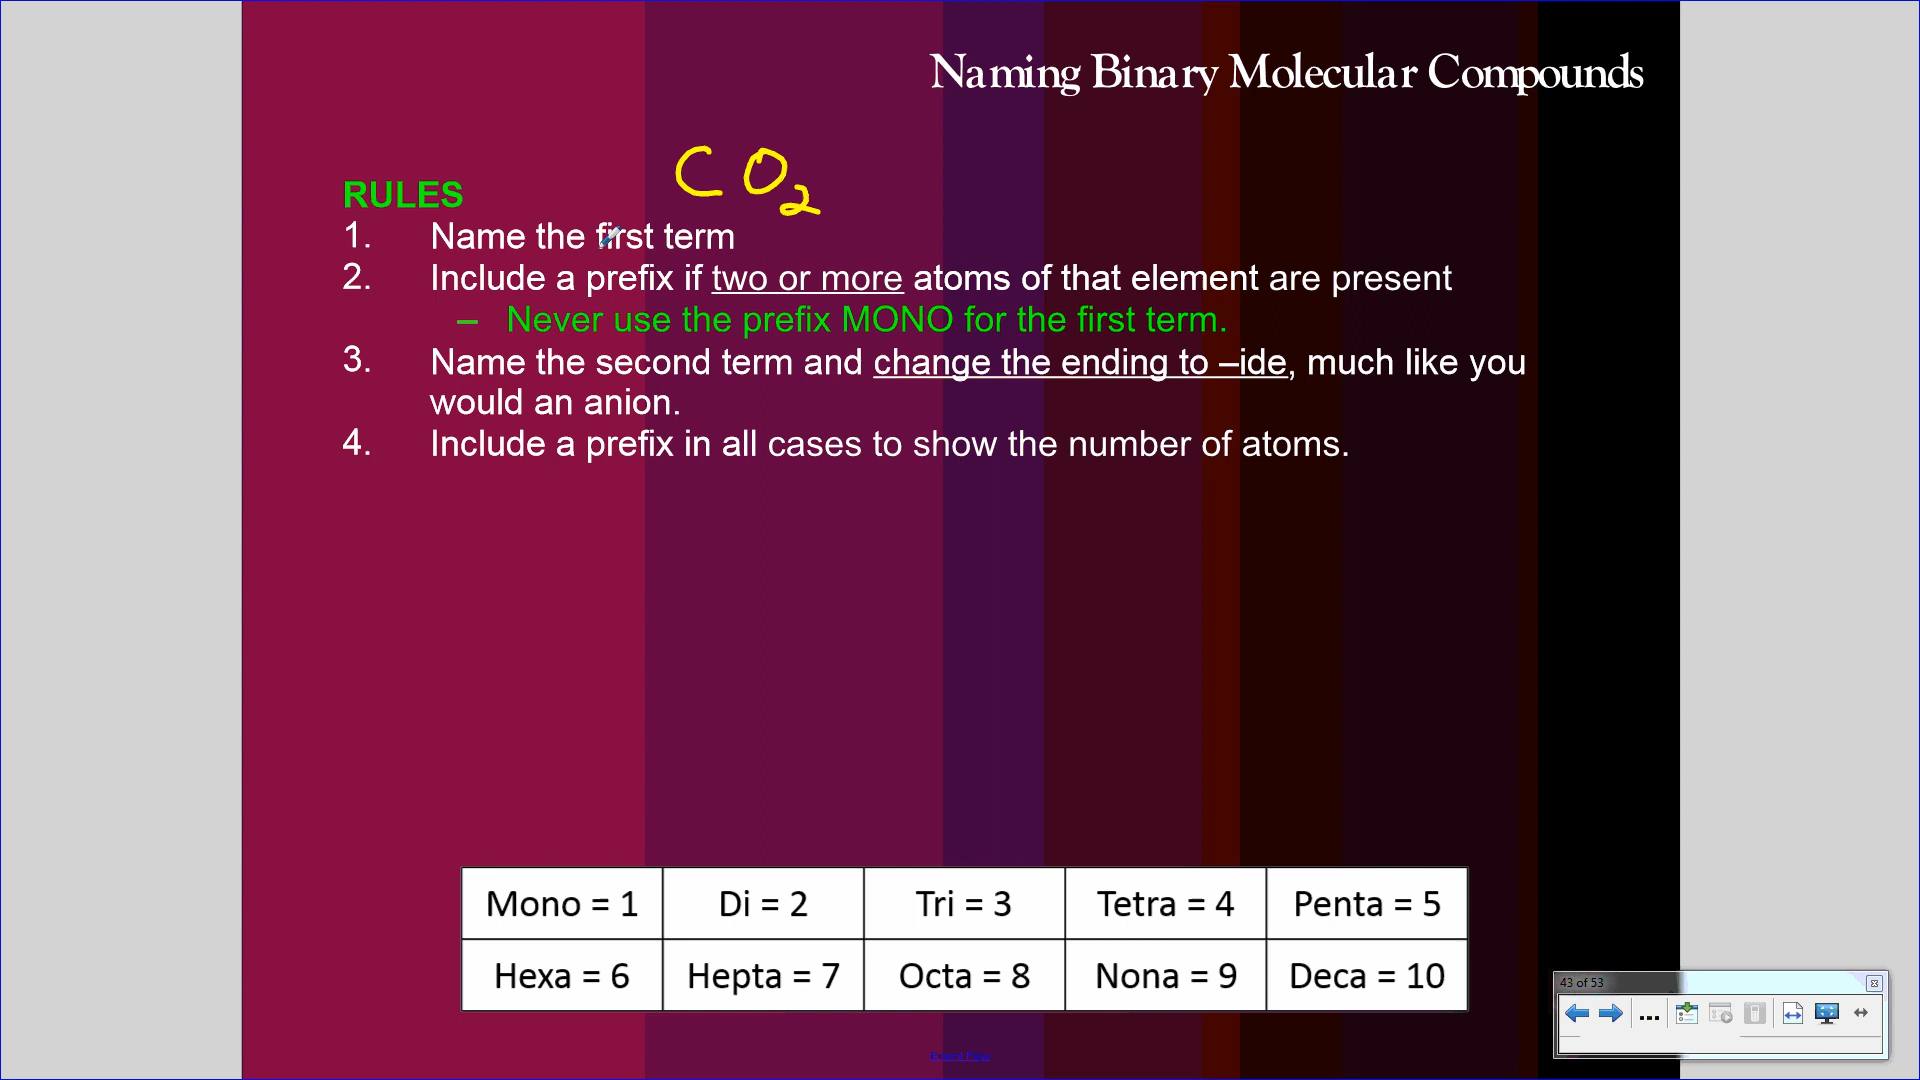 Naming Binary Molecular Compounds
CO₂
RULES
1. Name the first term
2. Include a prefix if two or more atoms of that element are present
– Never use the prefix MONO for the first term.
3. Name the second term and change the ending to –ide, much like you
would an anion.
4. Include a prefix in all cases to show the number of atoms.
Mono = 1 Di = 2 Tri = 3 Tetra = 4 Penta = 5
Hexa = 6 Hepta = 7 Octa = 8 Nona = 9 Deca = 10
43 of 53
Extend Page